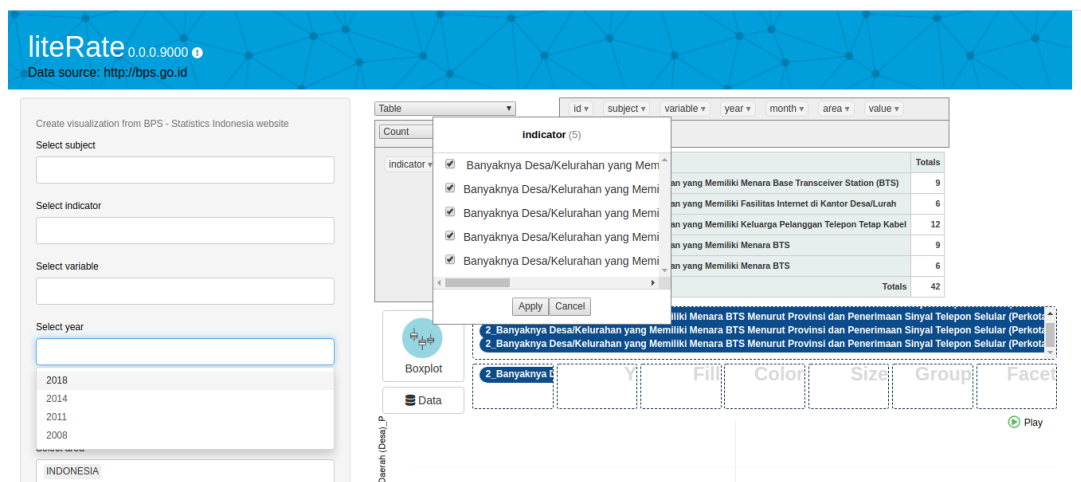 liteRate 0.0.0.9000
Data source: http://bps.go.id
Create visualization from BPS - Statistics Indonesia website
Select subject
Select indicator
Select variable
Select year
2018
2014
2011
2008
INDONESIA
Table
id subject variable year month area value
Count
indicator
indicator (5)
Banyaknya Desa/Kelurahan yang Mem
Banyaknya Desa/Kelurahan yang Memi
Banyaknya Desa/Kelurahan yang Memi
Banyaknya Desa/Kelurahan yang Memi
Banyaknya Desa/Kelurahan yang Memi
Apply Cancel
Totals
yang Memiliki Menara Base Transceiver Station (BTS) 9
yang Memiliki Fasilitas Internet di Kantor Desa/Lurah 6
yang Memiliki Keluarga Pelanggan Telepon Tetap Kabel 12
yang Memiliki Menara BTS 9
yang Memiliki Menara BTS 6
Totals 42
Boxplot
Data
Menara BTS Menurut Provinsi dan Penerimaan Sinyal Telepon Selular (Perkota
2_Banyaknya Desa/Kelurahan yang Memiliki Menara BTS Menurut Provinsi dan Penerimaan Sinyal Telepon Selular (Perkota
2_Banyaknya Desa/Kelurahan yang Memiliki Menara BTS Menurut Provinsi dan Penerimaan Sinyal Telepon Selular (Perkota
2_Banyaknya D
Y Fill Color Size Group Facet
Play
Daerah (Desa)_P